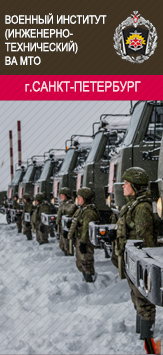 ВОЕННЫЙ ИНСТИТУТ
(ИНЖЕНЕРНО-
ТЕХНИЧЕСКИЙ)
ВА МТО
г.САНКТ-ПЕТЕРБУРГ